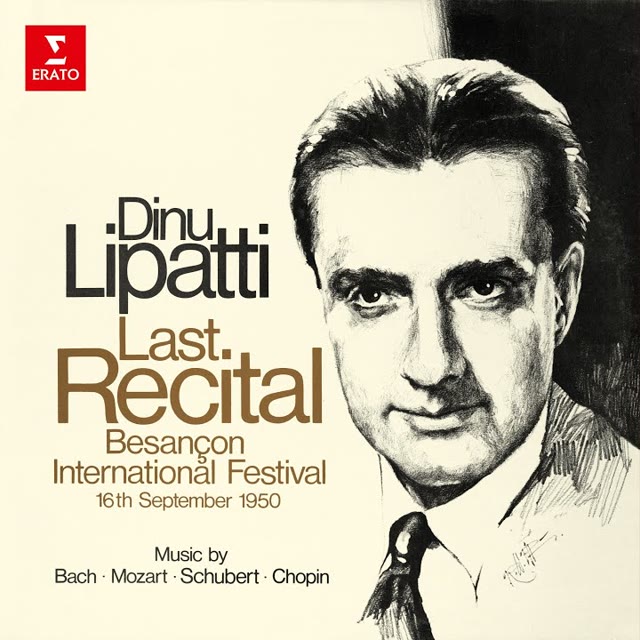 ERATO
Dinu
Lipatti
Last
Recital
Besançon
International Festival
16th September 1950
Music by
Bach · Mozart · Schubert · Chopin